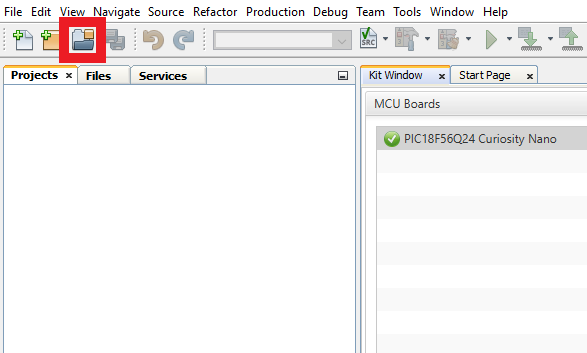 File Edit View Navigate Source Refactor Production Debug Team Tools Window Help
SRC
Projects Files Services Kit Window Start Page
MCU Boards
PIC18F56Q24 Curiosity Nano